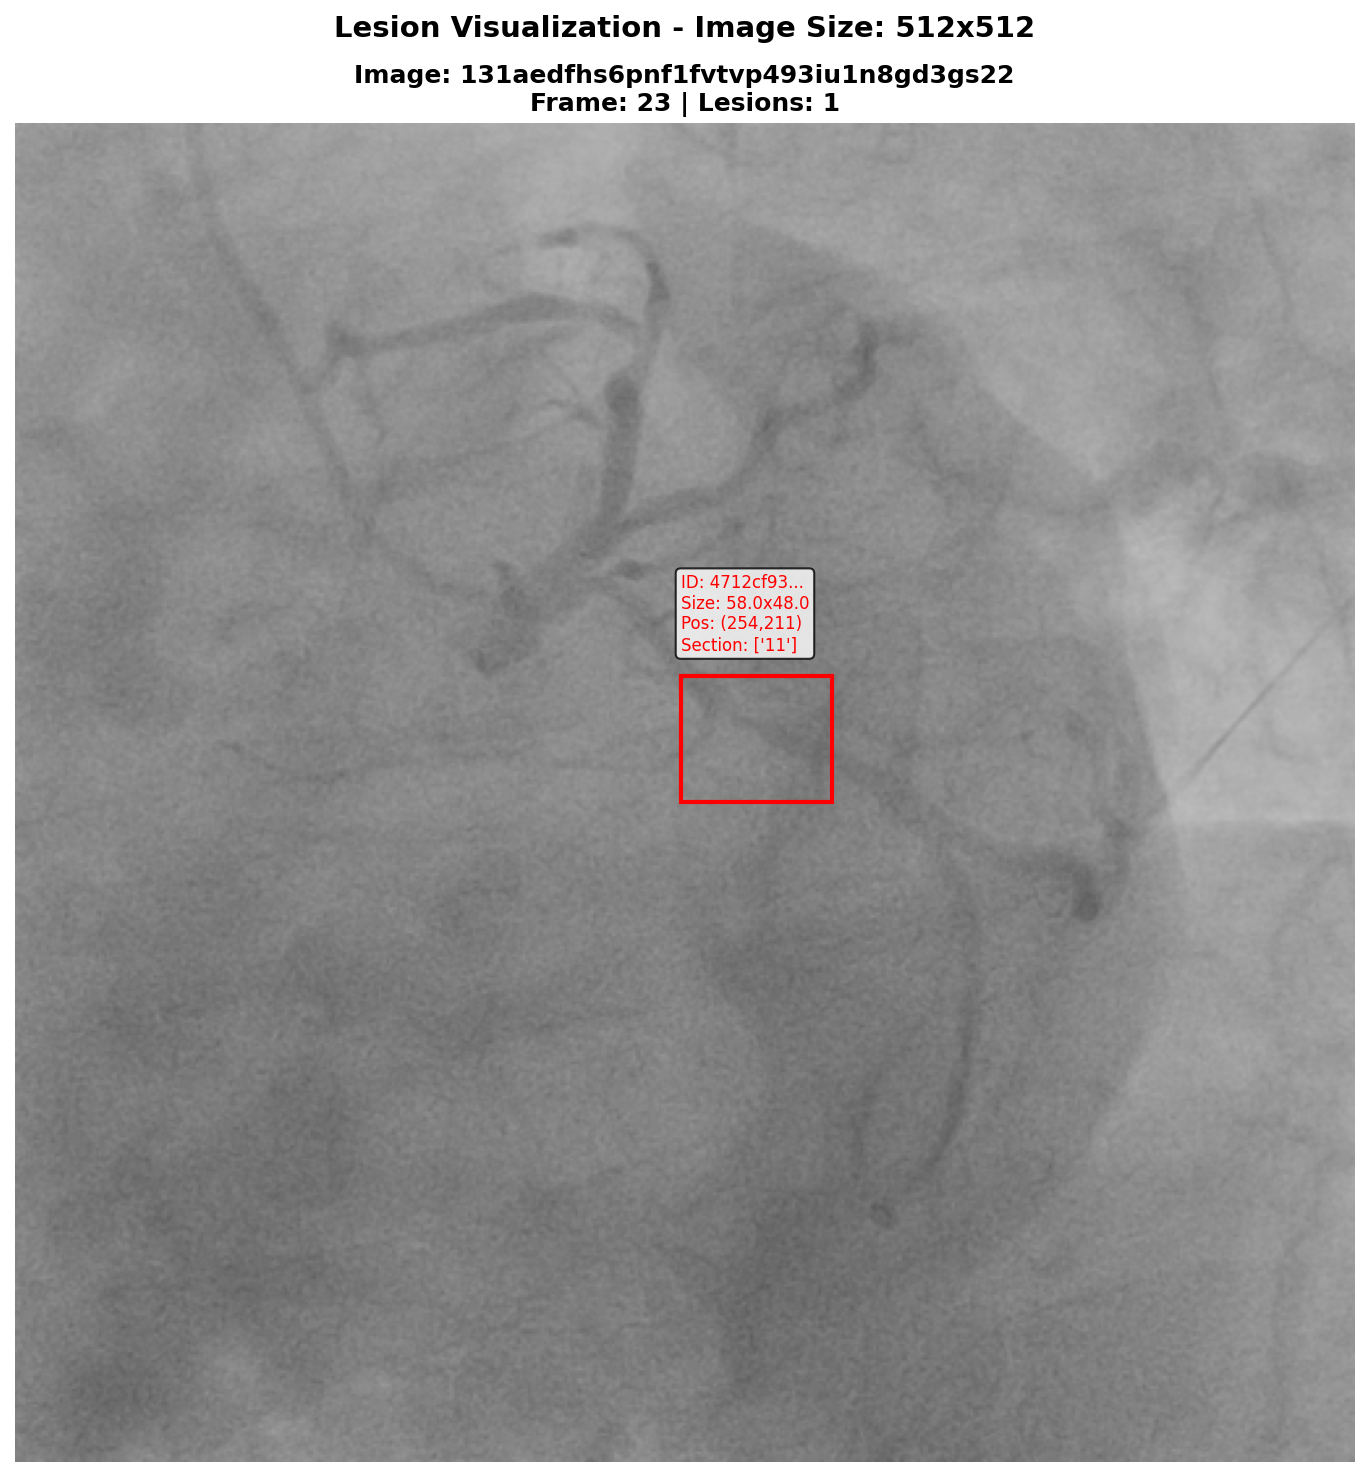 Lesion Visualization - Image Size: 512x512
Image: 131aedfhs6pnf1fvtvp493iu1n8gd3gs22
Frame: 23 | Lesions: 1
ID: 4712cf93...
Size: 58.0x48.0
Pos: (254,211)
Section: ['11']